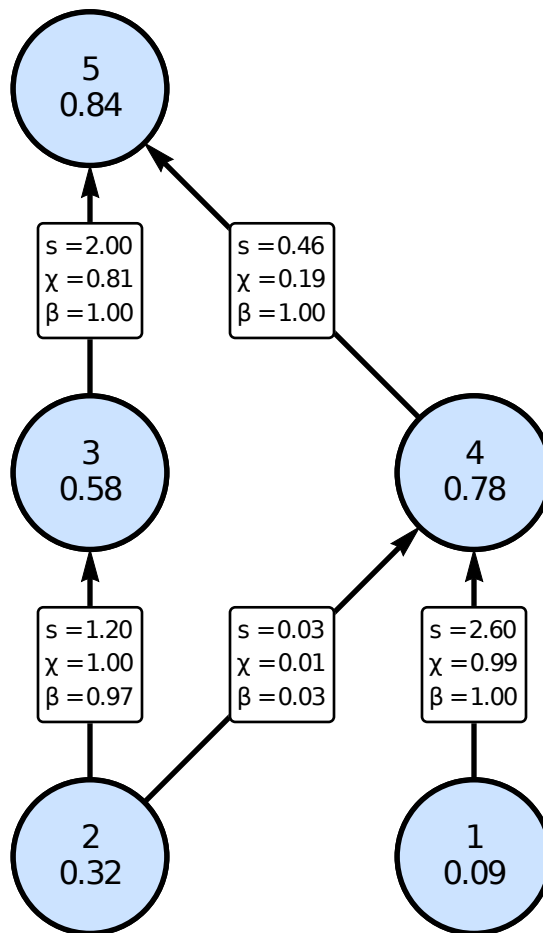 5
0.84
s = 2.00
χ = 0.81
β = 1.00
s = 0.46
χ = 0.19
β = 1.00
3
0.58
4
0.78
s = 1.20
χ = 1.00
β = 0.97
s = 0.03
χ = 0.01
β = 0.03
s = 2.60
χ = 0.99
β = 1.00
2
0.32
1
0.09